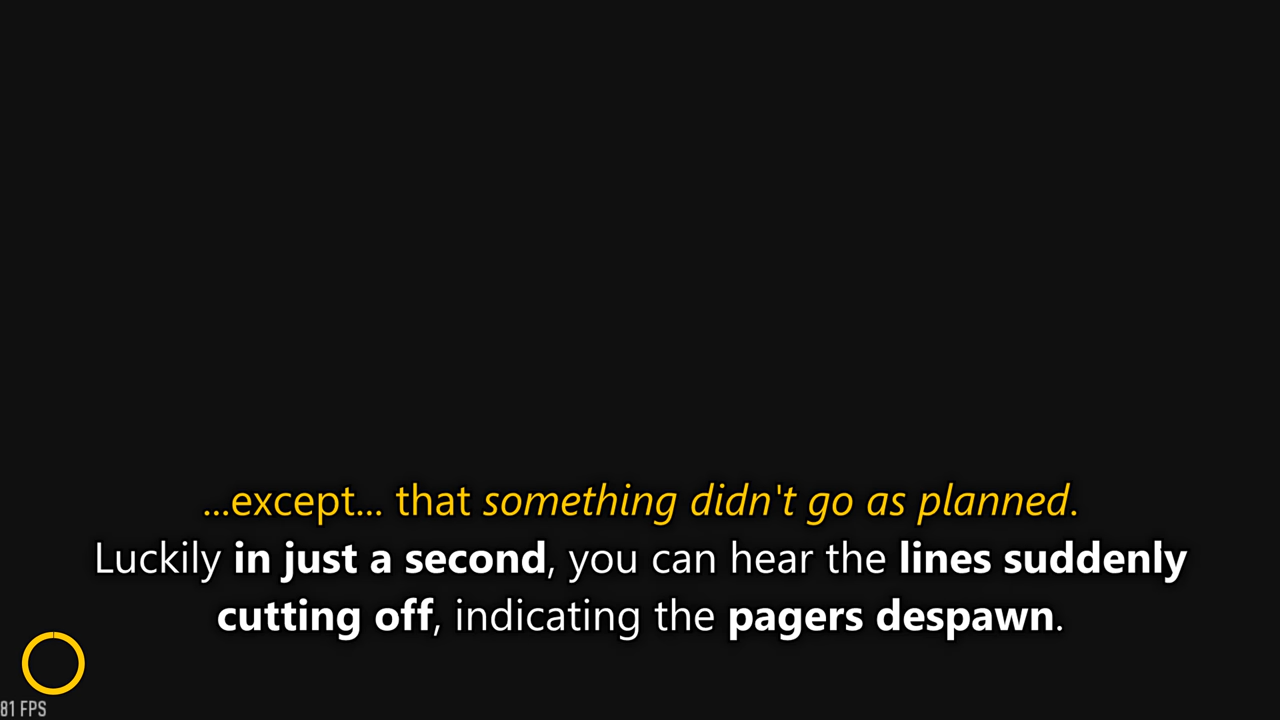 ...except... that something didn't go as planned.
Luckily in just a second, you can hear the lines suddenly
cutting off, indicating the pagers despawn.
81 FPS